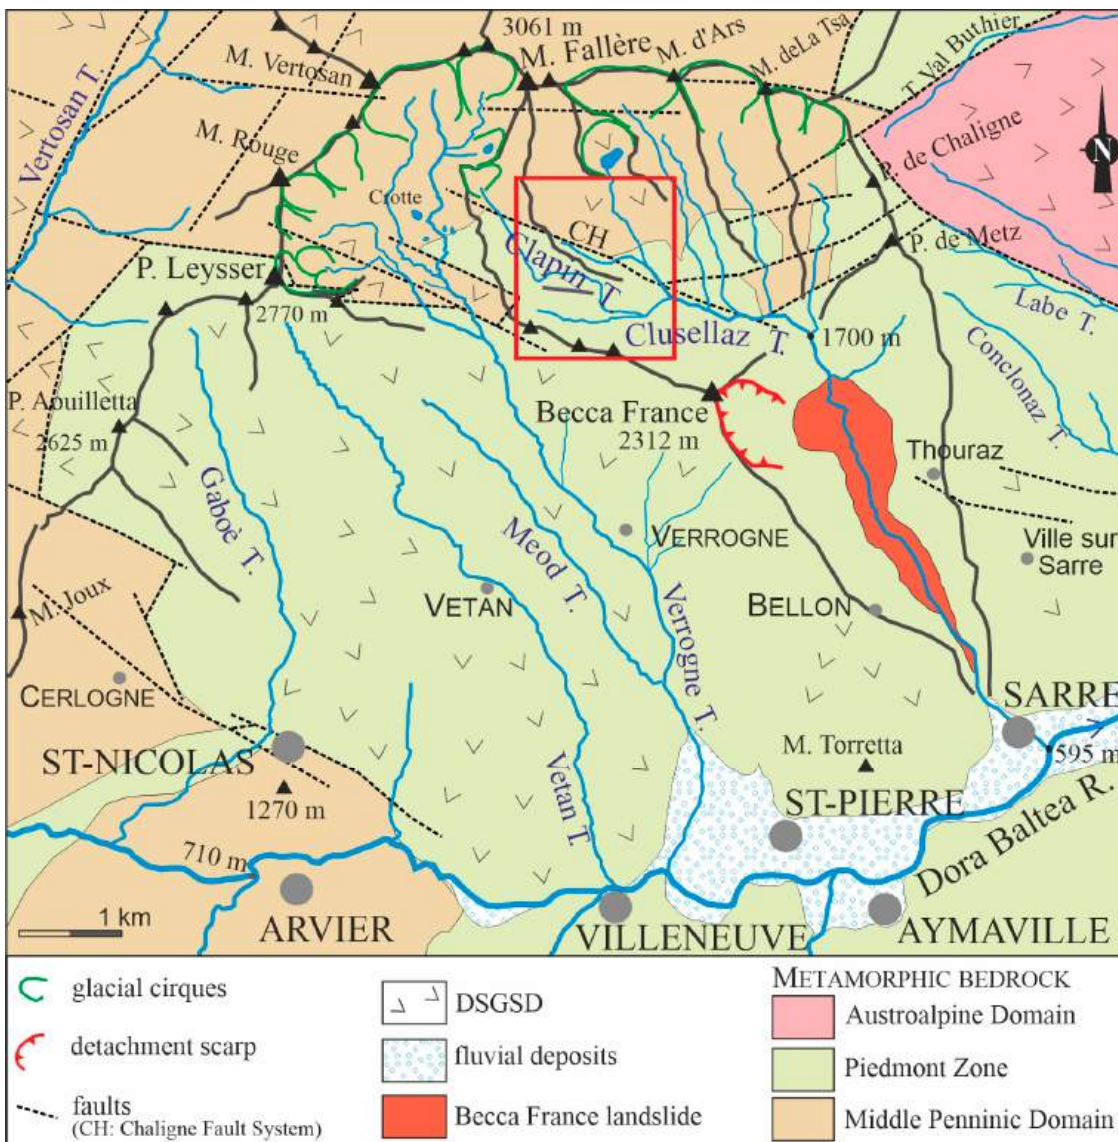 3061 m
M. Fallère
M. d'Ars
M. deLa Tsa
T. Val Buthier
M. Vertosan
Vertosan T.
M. Rouge
P. de Chaligne
N
Crotte
CH
Clapin T.
P. de Metz
P. Leysser
2770 m
Clusellaz T.
1700 m
Labe T.
Conclonaz T.
P. Aouilletta
2625 m
Becca France
2312 m
Thouraz
Gaboè T.
Meod T.
VERROGNE
Ville sur
Sarre
M. Joux
VETAN
BELLON
Verrogne T.
CERLOGNE
SARRE
ST-NICOLAS
M. Torretta
595 m
1270 m
Vetan T.
ST-PIERRE
Dora Baltea R.
710 m
1 km
ARVIER
VILLENEUVE
AYMAVILLE
glacial cirques
detachment scarp
faults
(CH: Chaligne Fault System)
DSGSD
fluvial deposits
Becca France landslide
METAMORPHIC BEDROCK
Austroalpine Domain
Piedmont Zone
Middle Penninic Domain